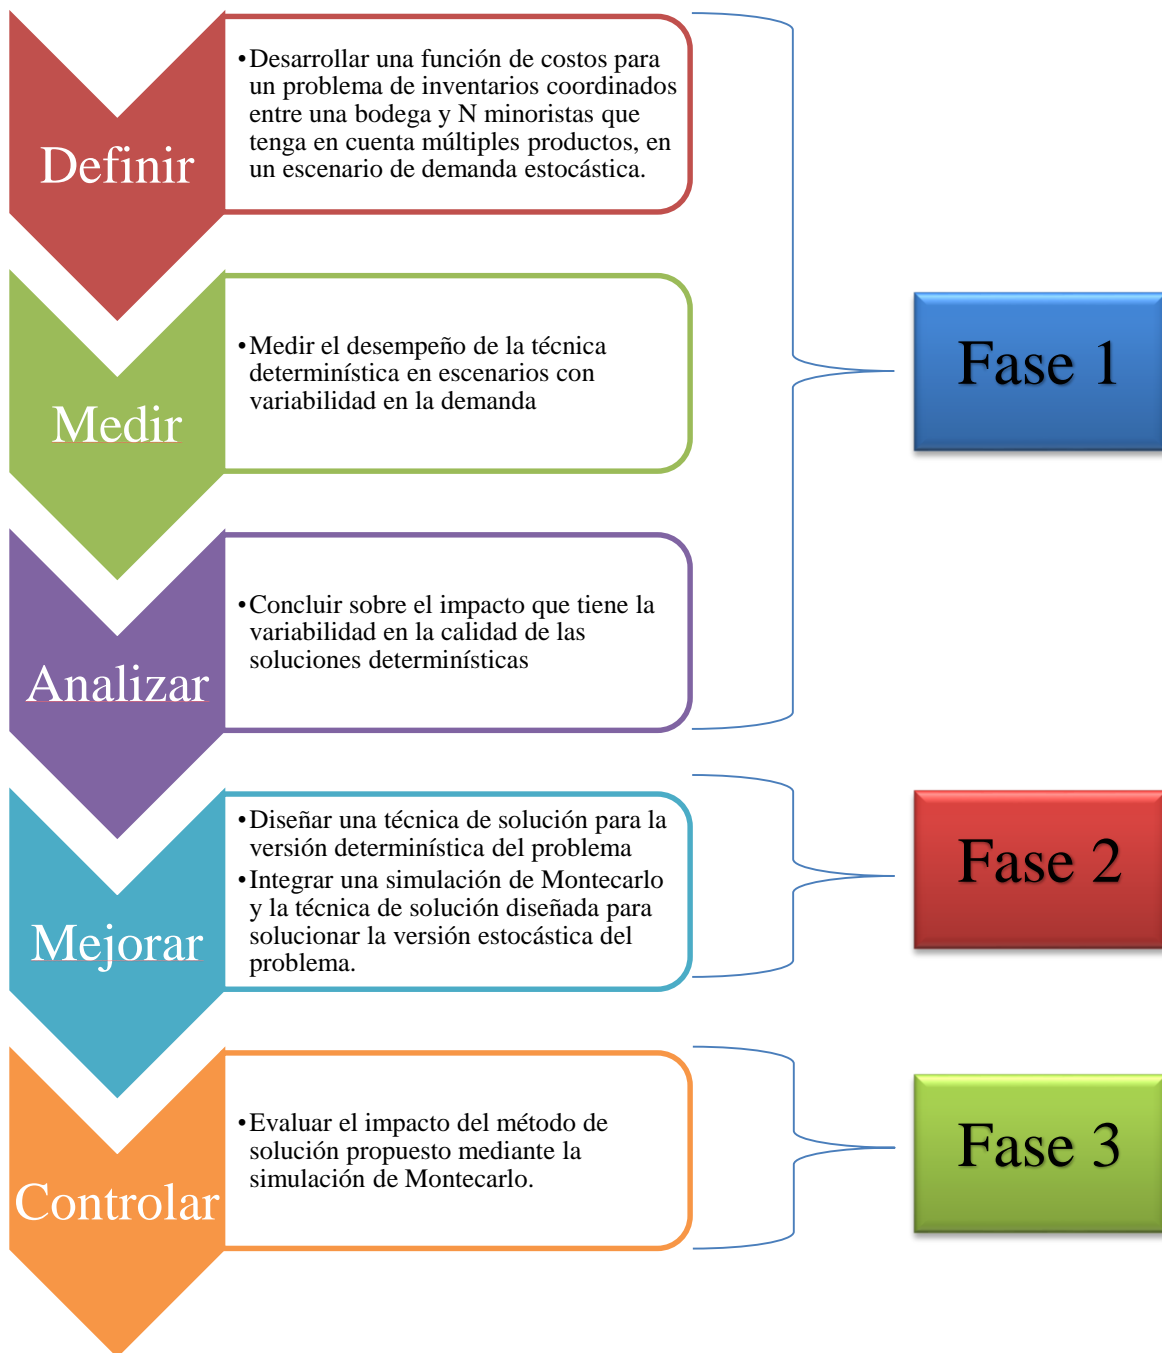 Definir
•Desarrollar una función de costos para
un problema de inventarios coordinados
entre una bodega y N minoristas que
tenga en cuenta múltiples productos, en
un escenario de demanda estocástica.
Medir
•Medir el desempeño de la técnica
determinística en escenarios con
variabilidad en la demanda
Analizar
•Concluir sobre el impacto que tiene la
variabilidad en la calidad de las
soluciones determinísticas
Fase 1
Mejorar
•Diseñar una técnica de solución para la
versión determinística del problema
•Integrar una simulación de Montecarlo
y la técnica de solución diseñada para
solucionar la versión estocástica del
problema.
Fase 2
Controlar
•Evaluar el impacto del método de
solución propuesto mediante la
simulación de Montecarlo.
Fase 3